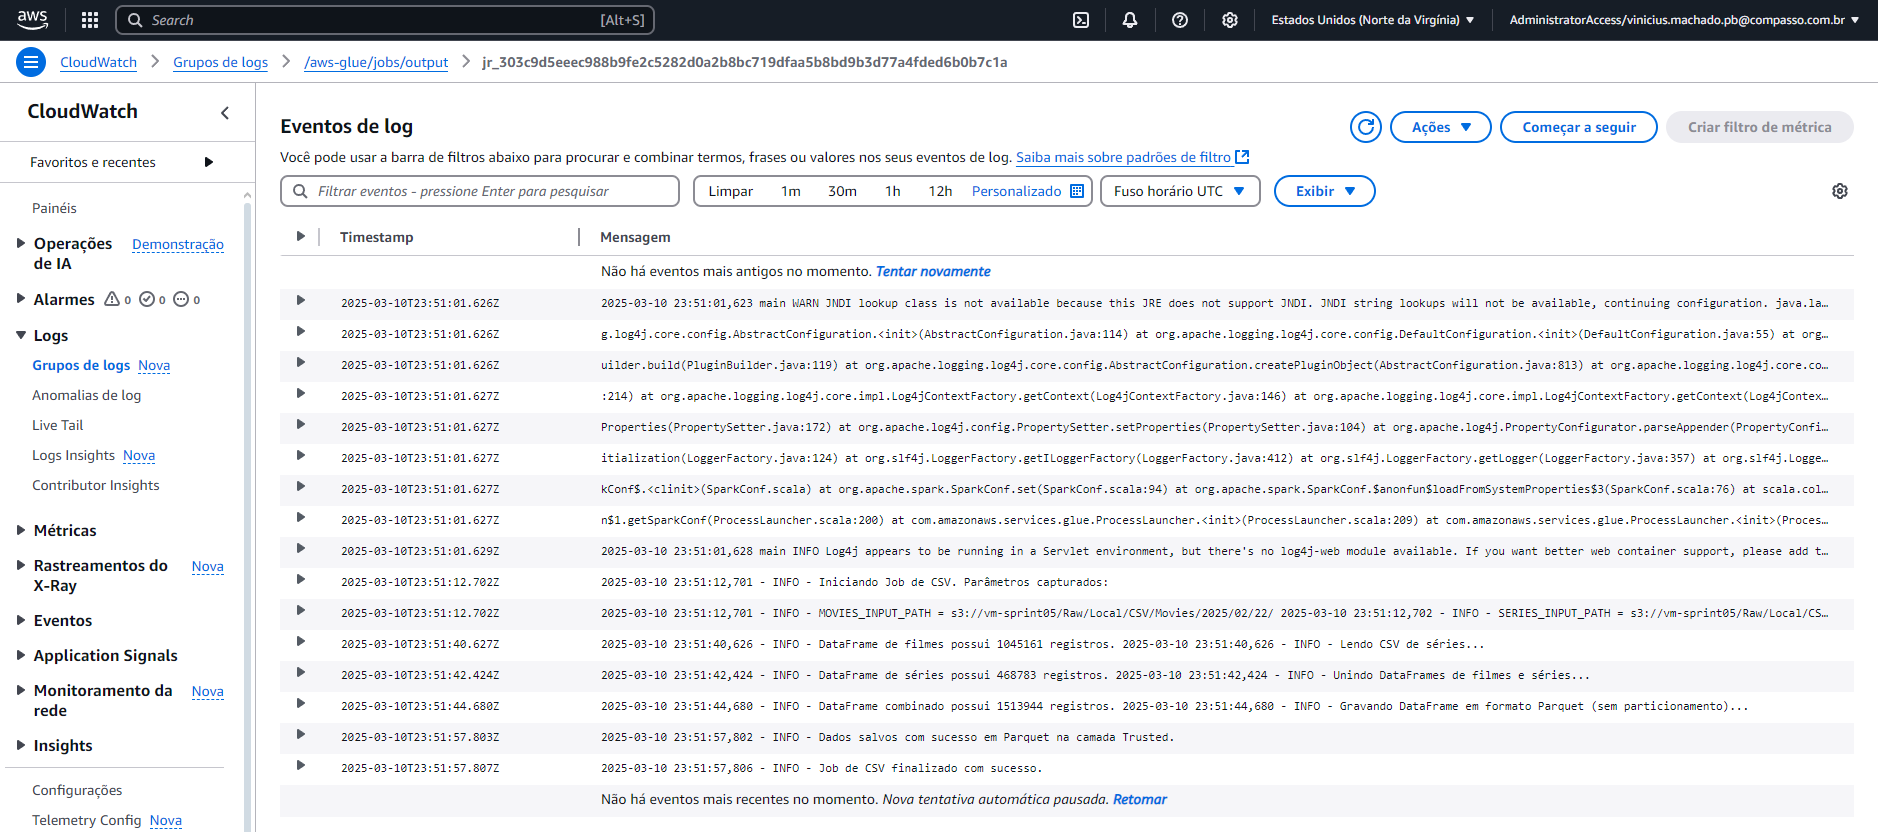 aws
Search [Alt+S]
Estados Unidos (Norte da Virgínia)
AdministratorAccess/vinicius.machado.pb@compasso.com.br
CloudWatch
Grupos de logs
/aws-glue/jobs/output
jr_303c9d5eeec988b9fe2c5282d0a2b8bc719dfaa5b8bd9b3d77a4fded6b0b7c1a
CloudWatch
Favoritos e recentes
Painéis
Operações de IA Demonstração
Alarmes 0 0 0
Logs
Grupos de logs Nova
Anomalias de log
Live Tail
Logs Insights Nova
Contributor Insights
Métricas
Rastreamentos do X-Ray Nova
Eventos
Application Signals
Monitoramento da rede Nova
Insights
Configurações
Telemetry Config Nova
Eventos de log
Ações
Começar a seguir
Criar filtro de métrica
Você pode usar a barra de filtros abaixo para procurar e combinar termos, frases ou valores nos seus eventos de log. Saiba mais sobre padrões de filtro
Filtrar eventos - pressione Enter para pesquisar
Limpar 1m 30m 1h 12h Personalizado
Fuso horário UTC
Exibir
Timestamp Mensagem
Não há eventos mais antigos no momento. Tentar novamente
2025-03-10T23:51:01.626Z 2025-03-10 23:51:01,623 main WARN JNDI lookup class is not available because this JRE does not support JNDI. JNDI string lookups will not be available, continuing configuration. java.la…
2025-03-10T23:51:01.626Z g.log4j.core.config.AbstractConfiguration.<init>(AbstractConfiguration.java:114) at org.apache.logging.log4j.core.config.DefaultConfiguration.<init>(DefaultConfiguration.java:55) at org…
2025-03-10T23:51:01.626Z uilder.build(PluginBuilder.java:119) at org.apache.logging.log4j.core.config.AbstractConfiguration.createPluginObject(AbstractConfiguration.java:813) at org.apache.logging.log4j.core.co…
2025-03-10T23:51:01.627Z :214) at org.apache.logging.log4j.core.impl.Log4jContextFactory.getContext(Log4jContextFactory.java:146) at org.apache.logging.log4j.core.impl.Log4jContextFactory.getContext(Log4jContex…
2025-03-10T23:51:01.627Z Properties(PropertySetter.java:172) at org.apache.log4j.config.PropertySetter.setProperties(PropertySetter.java:104) at org.apache.log4j.PropertyConfigurator.parseAppender(PropertyConfi…
2025-03-10T23:51:01.627Z itialization(LoggerFactory.java:124) at org.slf4j.LoggerFactory.getILoggerFactory(LoggerFactory.java:412) at org.slf4j.LoggerFactory.getLogger(LoggerFactory.java:357) at org.slf4j.Logge…
2025-03-10T23:51:01.627Z kConf$.<clinit>(SparkConf.scala) at org.apache.spark.SparkConf.set(SparkConf.scala:94) at org.apache.spark.SparkConf.$anonfun$loadFromSystemProperties$3(SparkConf.scala:76) at scala.col…
2025-03-10T23:51:01.627Z n$1.getSparkConf(ProcessLauncher.scala:200) at com.amazonaws.services.glue.ProcessLauncher.<init>(ProcessLauncher.scala:209) at com.amazonaws.services.glue.ProcessLauncher.<init>(Proces…
2025-03-10T23:51:01.629Z 2025-03-10 23:51:01,628 main INFO Log4j appears to be running in a Servlet environment, but there's no log4j-web module available. If you want better web container support, please add t…
2025-03-10T23:51:12.702Z 2025-03-10 23:51:12,701 - INFO - Iniciando Job de CSV. Parâmetros capturados:
2025-03-10T23:51:12.702Z 2025-03-10 23:51:12,701 - INFO - MOVIES_INPUT_PATH = s3://vm-sprint05/Raw/Local/CSV/Movies/2025/02/22/ 2025-03-10 23:51:12,702 - INFO - SERIES_INPUT_PATH = s3://vm-sprint05/Raw/Local/CS…
2025-03-10T23:51:40.627Z 2025-03-10 23:51:40,626 - INFO - DataFrame de filmes possui 1045161 registros. 2025-03-10 23:51:40,626 - INFO - Lendo CSV de séries...
2025-03-10T23:51:42.424Z 2025-03-10 23:51:42,424 - INFO - DataFrame de séries possui 468783 registros. 2025-03-10 23:51:42,424 - INFO - Unindo DataFrames de filmes e séries...
2025-03-10T23:51:44.680Z 2025-03-10 23:51:44,680 - INFO - DataFrame combinado possui 1513944 registros. 2025-03-10 23:51:44,680 - INFO - Gravando DataFrame em formato Parquet (sem particionamento)...
2025-03-10T23:51:57.803Z 2025-03-10 23:51:57,802 - INFO - Dados salvos com sucesso em Parquet na camada Trusted.
2025-03-10T23:51:57.807Z 2025-03-10 23:51:57,806 - INFO - Job de CSV finalizado com sucesso.
Não há eventos mais recentes no momento. Nova tentativa automática pausada. Retomar